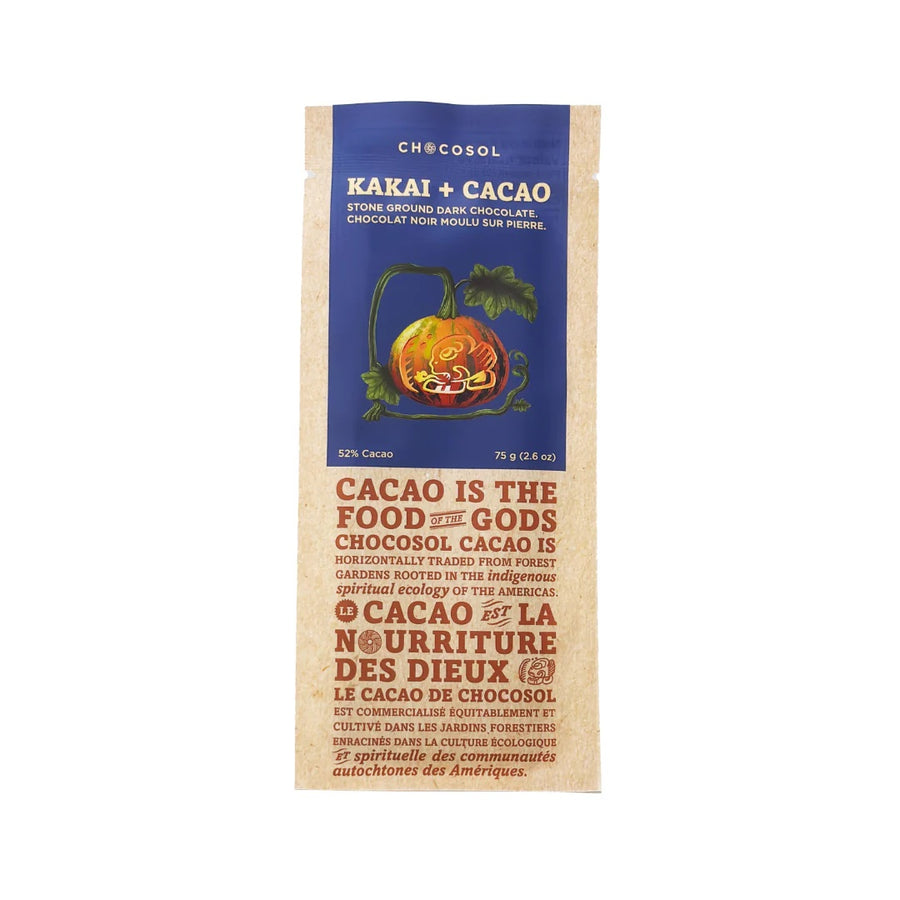 CHOCOSOL
KAKAI + CACAO
STONE GROUND DARK CHOCOLATE.
CHOCOLAT NOIR MOULU SUR PIERRE.
52% Cacao
75 g (2.6 oz)
CACAO IS THE
FOOD OF THE GODS
CHOCOSOL CACAO IS
HORIZONTALLY TRADED FROM FOREST
GARDENS ROOTED IN THE indigenous
spiritual ecology OF THE AMERICAS.
LE CACAO EST LA
NOURRITURE
DES DIEUX
LE CACAO DE CHOCOSOL
EST COMMERCIALISÉ ÉQUITABLEMENT ET
CULTIVÉ DANS LES JARDINS FORESTIERS
ENRACINÉS DANS LA CULTURE ÉCOLOGIQUE
ET spirituelle des communautés
autochtones des Amériques.